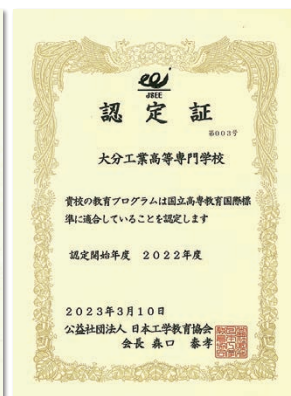 JSEE
認定証
第003号
大分工業高等専門学校
貴校の教育プログラムは国立高専教育国際標
準に適合していることを認定します
認定開始年度 2022年度
2023年3月10日
公益社団法人 日本工学教育協会
会長 森口 泰孝